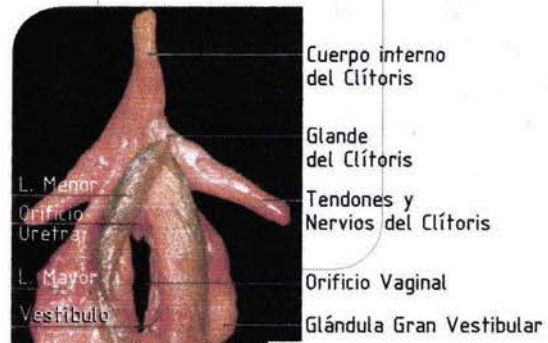 Cuerpo interno
del Clítoris
Glande
del Clítoris
L. Menor
Tendones y
Nervios del Clítoris
Orificio
Uretra
L. Mayor
Orificio Vaginal
Vestíbulo
Glándula Gran Vestibular